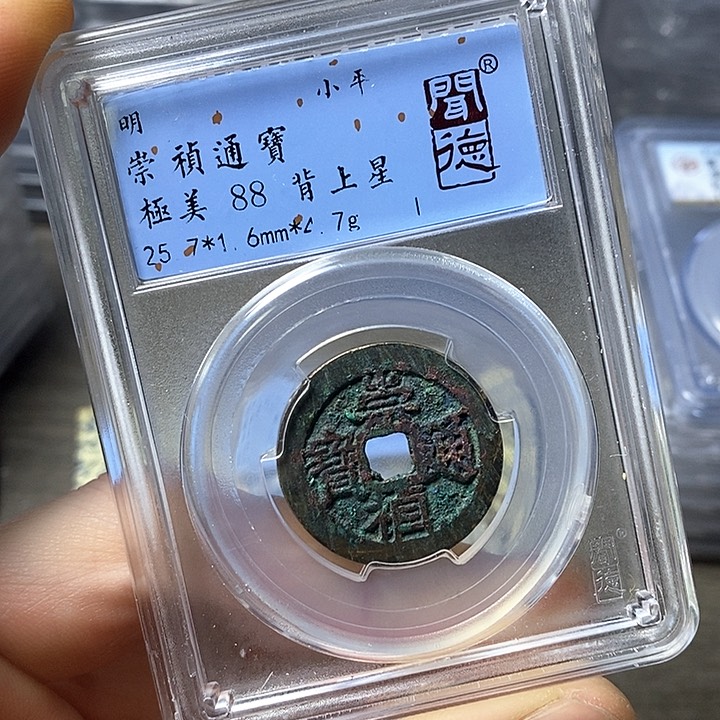 明 小平
崇禎通寶
極美 88 背上星
25.7*1.6mm*4.7g
聞德®
崇禎通寶